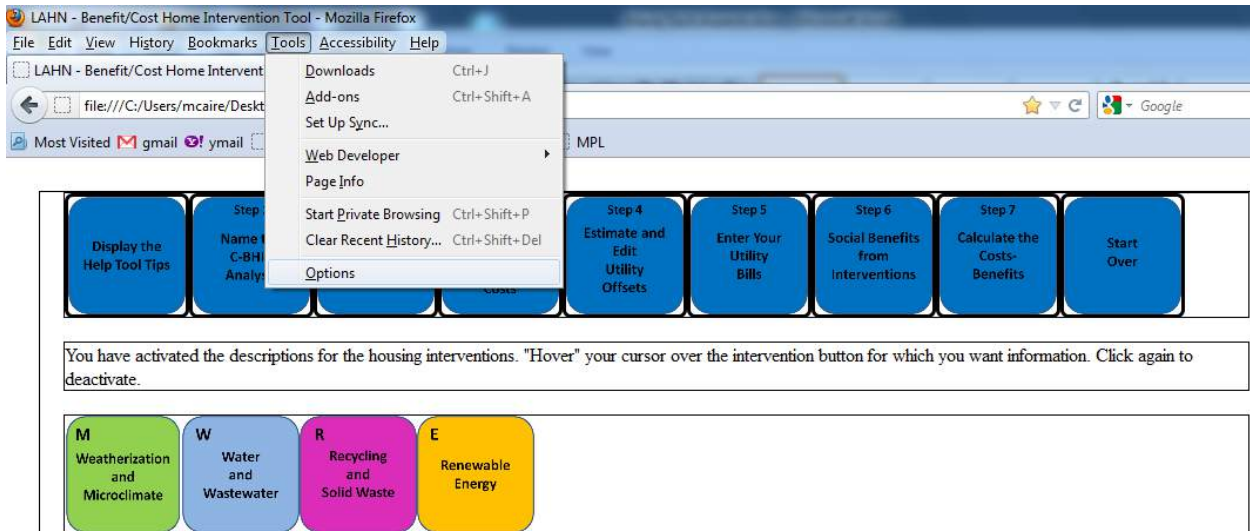 LAHN - Benefit/Cost Home Intervention Tool - Mozilla Firefox
File Edit View History Bookmarks Tools Accessibility Help
LAHN - Benefit/Cost Home Intervent
Downloads Ctrl+J
Add-ons Ctrl+Shift+A
Set Up Sync...
Web Developer
Page Info
Start Private Browsing Ctrl+Shift+P
Clear Recent History... Ctrl+Shift+Del
Options
file:///C:/Users/mcaire/Deskt
Google
Most Visited gmail ymail
MPL
Display the
Help Tool Tips
Step
Name
C-BHI
Analys
Costs
Step 4
Estimate and
Edit
Utility
Offsets
Step 5
Enter Your
Utility
Bills
Step 6
Social Benefits
from
Interventions
Step 7
Calculate the
Costs-
Benefits
Start
Over
You have activated the descriptions for the housing interventions. "Hover" your cursor over the intervention button for which you want information. Click again to
deactivate.
M
Weatherization
and
Microclimate
W
Water
and
Wastewater
R
Recycling
and
Solid Waste
E
Renewable
Energy